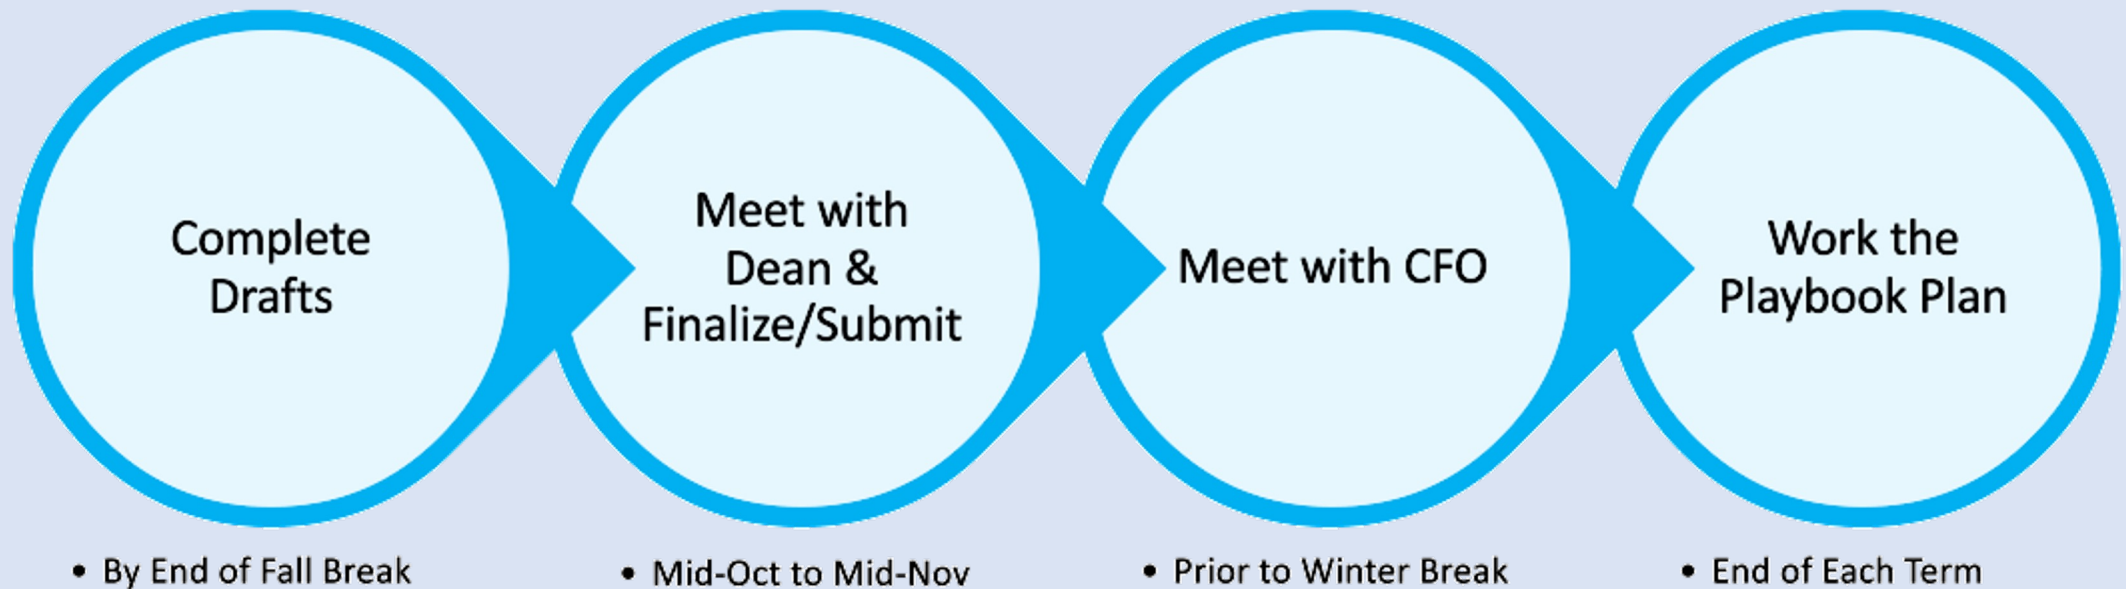 Complete
Drafts
Meet with
Dean &
Finalize/Submit
Meet with CFO
Work the
Playbook Plan
• By End of Fall Break
• Mid-Oct to Mid-Nov
• Prior to Winter Break
• End of Each Term